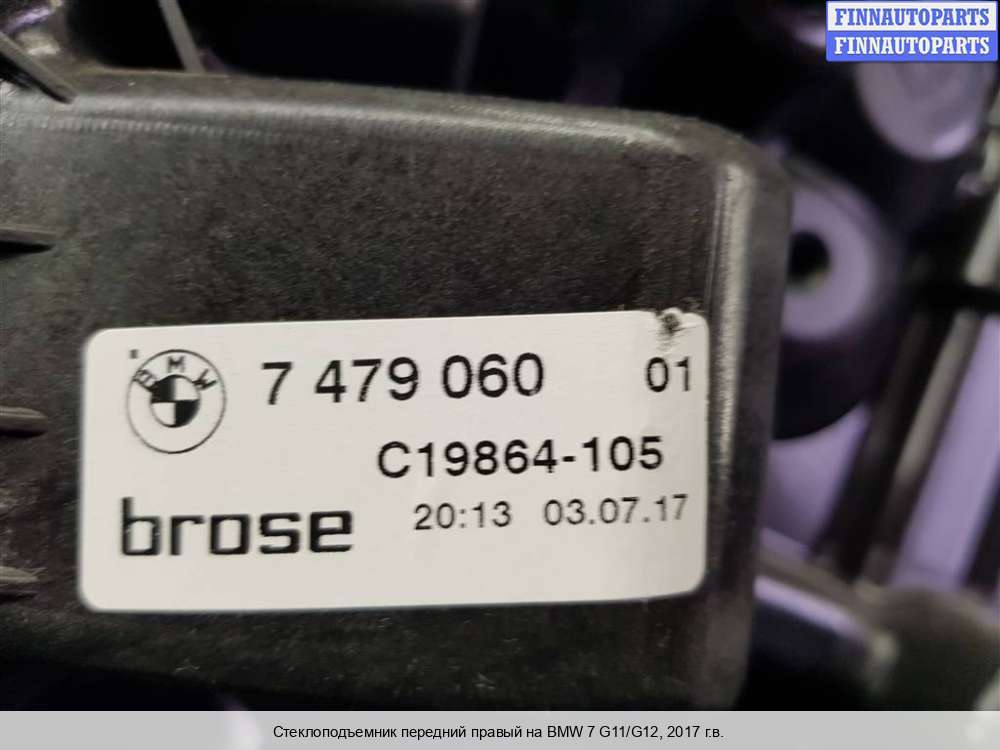 FINNAUTOPARTS
FINNAUTOPARTS
BMW
7 479 060 01
C19864-105
brose 20:13 03.07.17
Стеклоподъемник передний правый на BMW 7 G11/G12, 2017 г.в.